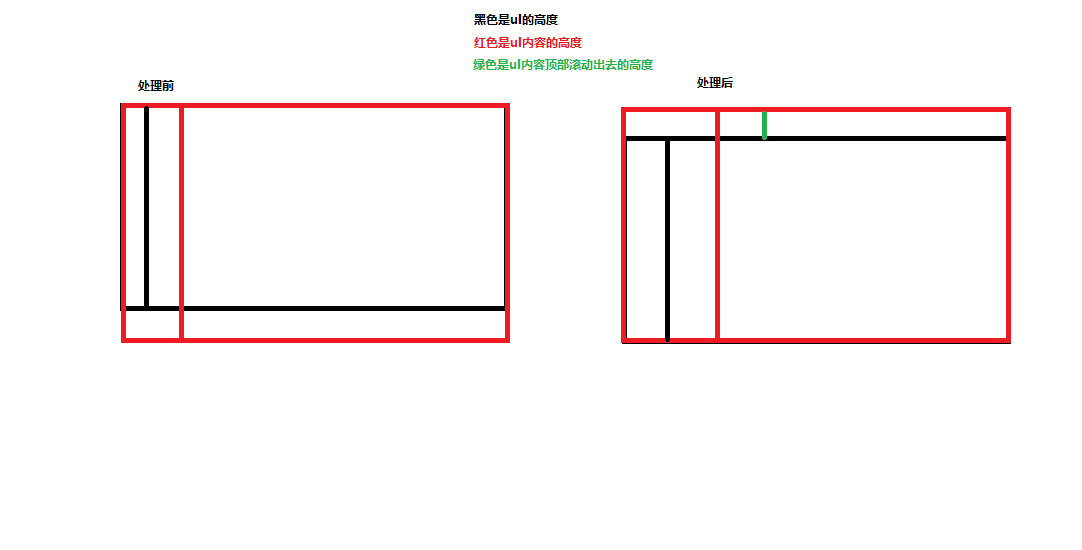 黑色是ul的高度
红色是ul内容的高度
绿色是ul内容顶部滚动出去的高度
处理前
处理后